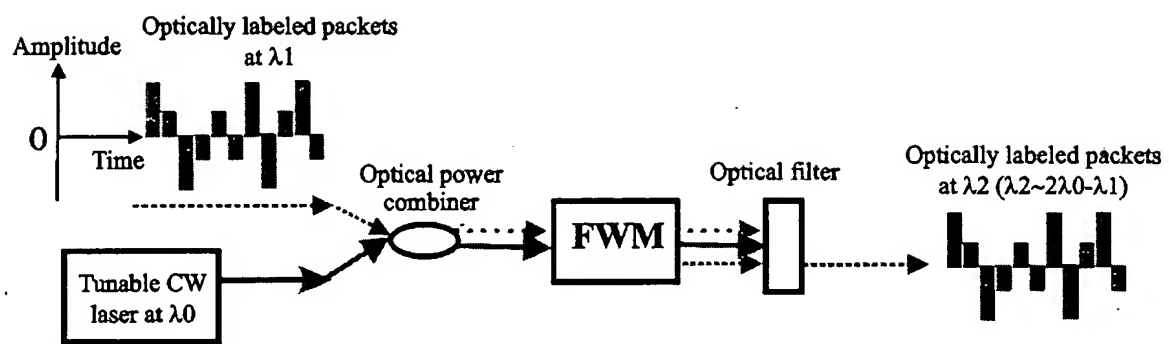 Optically labeled packets
at λ1
Amplitude
0
Time
Optical power
combiner
Optical filter
Optically labeled packets
at λ2 (λ2~2λ0-λ1)
FWM
Tunable CW
laser at λ0